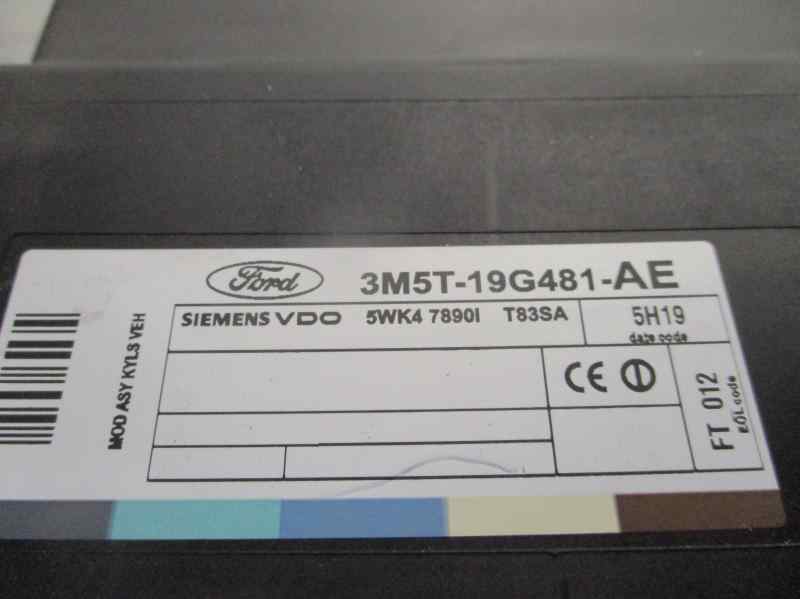 Ford 3M5T-19G481-AE
SIEMENS VDO 5WK4 7890I T83SA 5H19
date code
MOD ASY KYLS VEH
CE
FT 012
EOL code